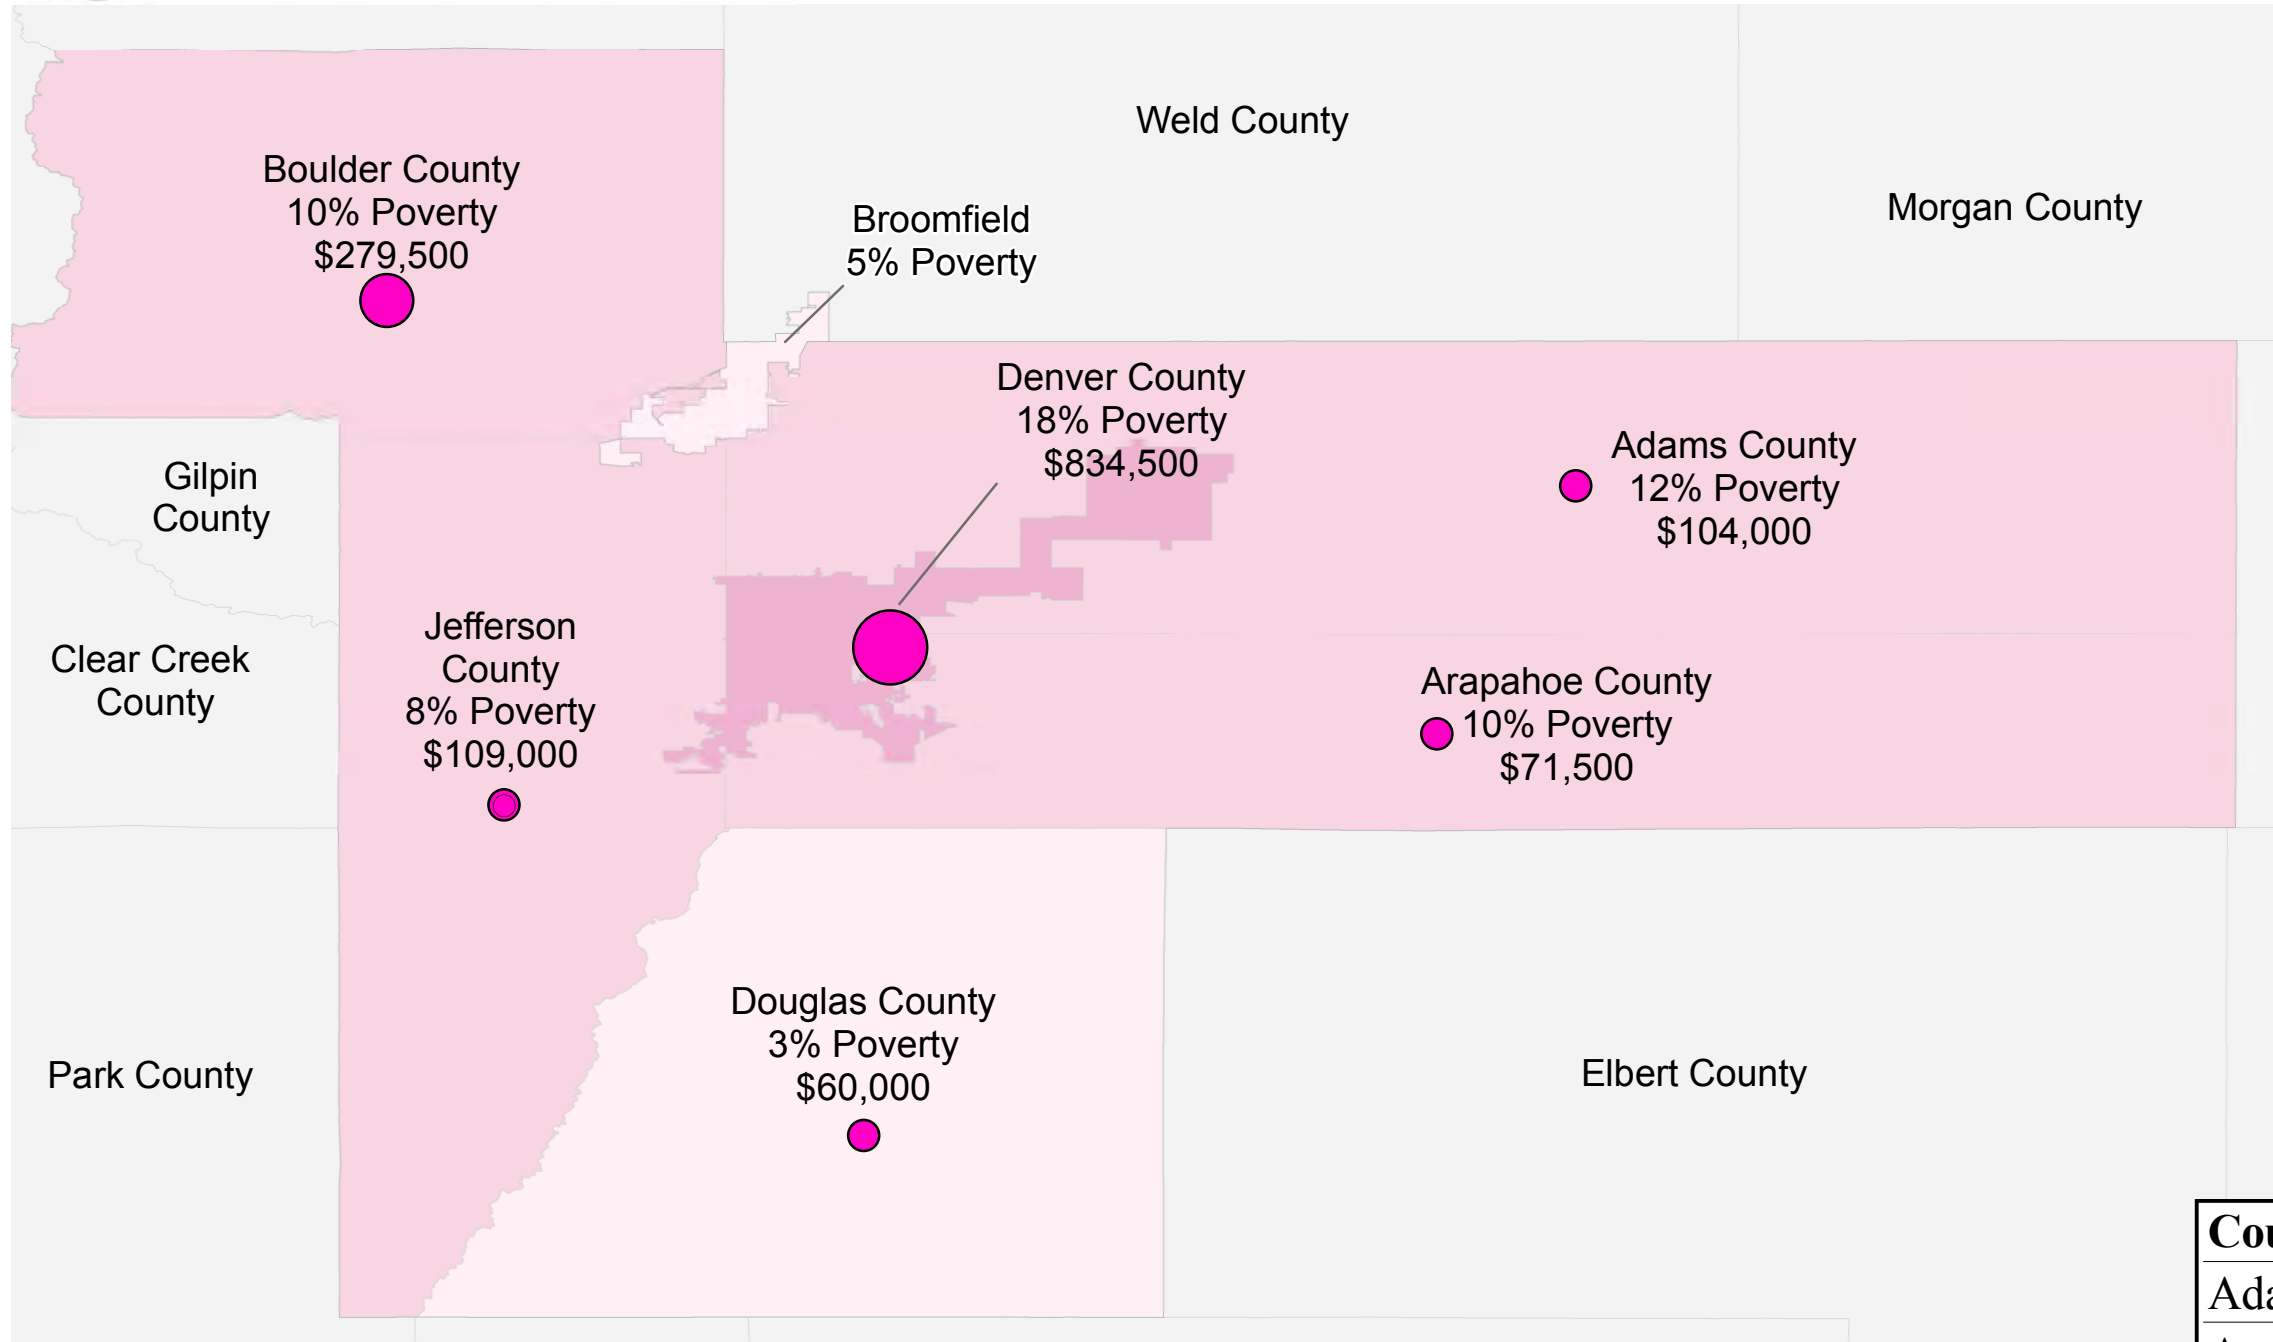 Weld County
Boulder County
10% Poverty
$279,500
Morgan County
Broomfield
5% Poverty
Denver County
18% Poverty
$834,500
Adams County
12% Poverty
$104,000
Gilpin
County
Jefferson
County
8% Poverty
$109,000
Clear Creek
County
Arapahoe County
10% Poverty
$71,500
Douglas County
3% Poverty
$60,000
Park County
Elbert County
Cou
Ada